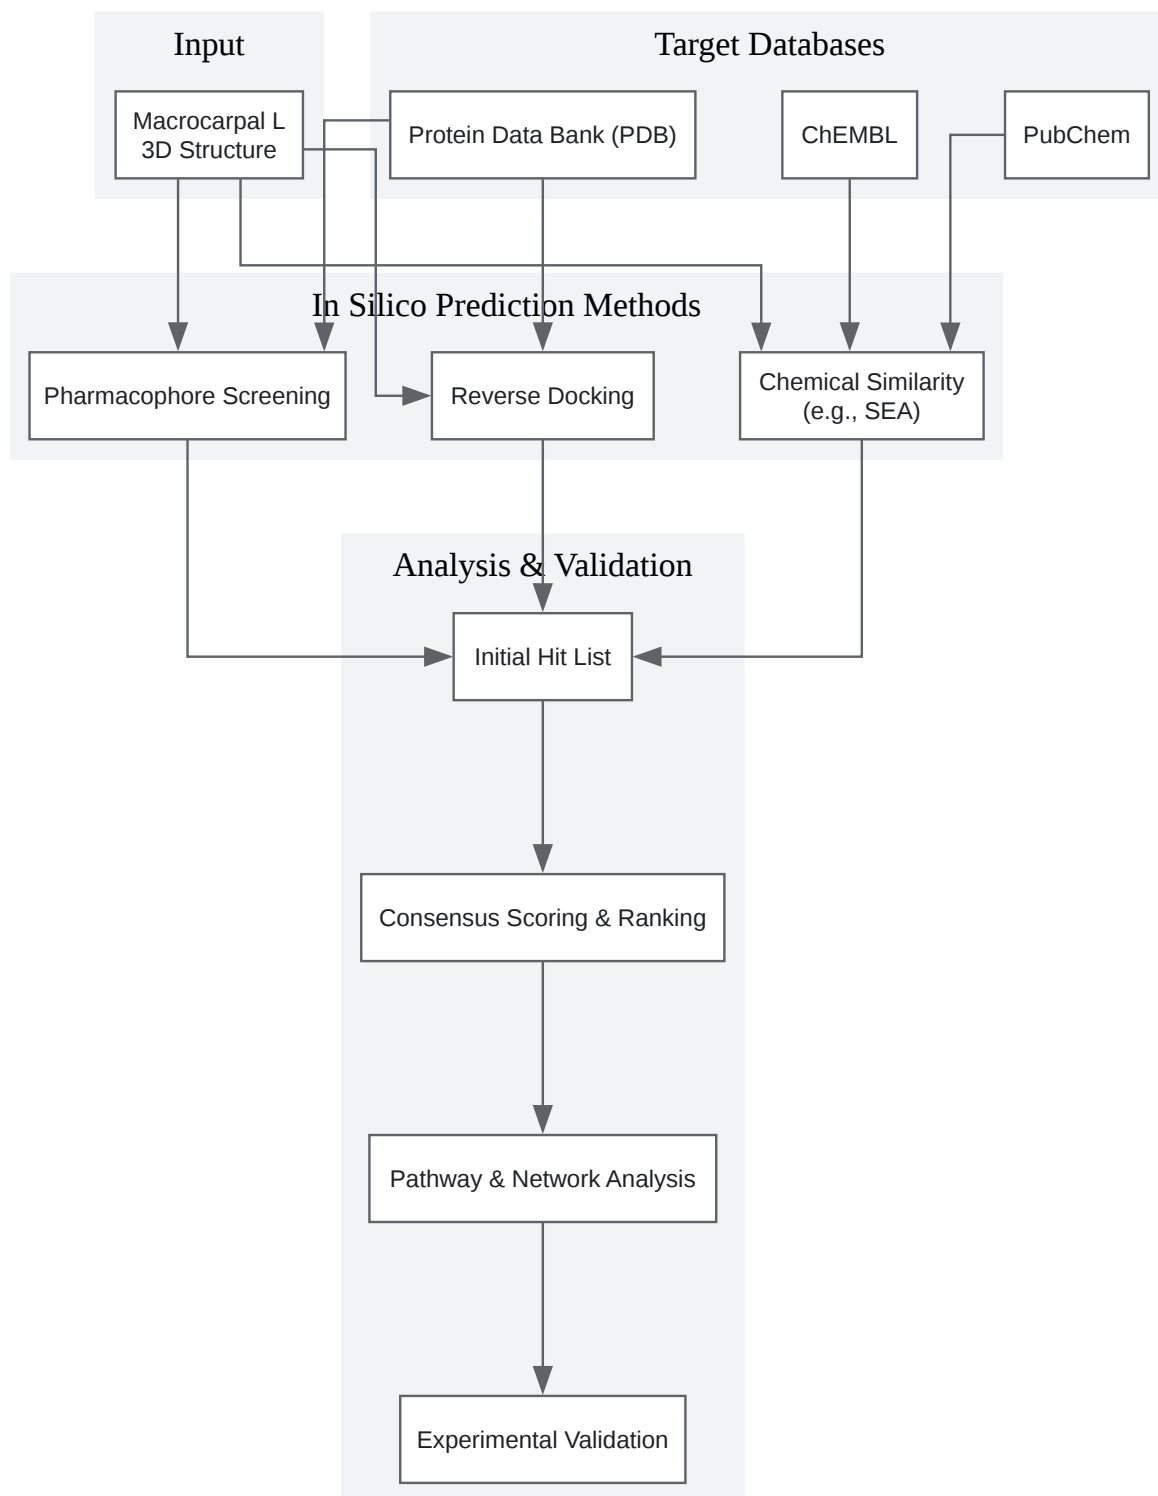 Input
Target Databases
Macrocarpal L
3D Structure
Protein Data Bank (PDB)
ChEMBL
PubChem
In Silico Prediction Methods
Pharmacophore Screening
Reverse Docking
Chemical Similarity
(e.g., SEA)
Analysis & Validation
Initial Hit List
Consensus Scoring & Ranking
Pathway & Network Analysis
Experimental Validation